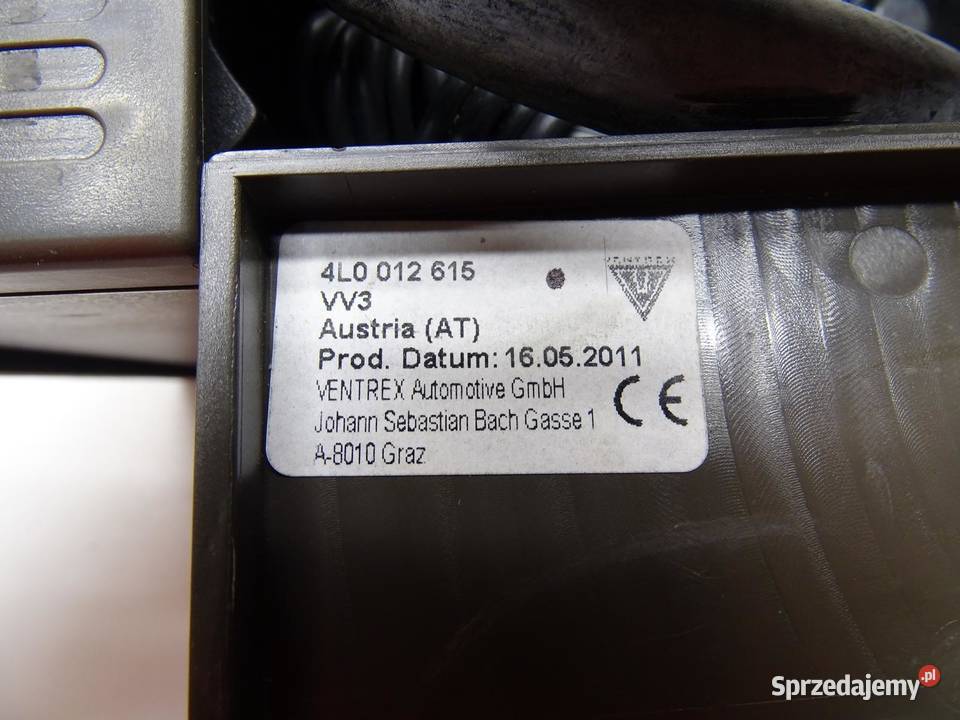 4L0 012 615
VENTREX
VV3
Austria (AT)
Prod. Datum: 16.05.2011
VENTREX Automotive GmbH
CE
Johann Sebastian Bach Gasse 1
A-8010 Graz
Sprzedajemy.pl